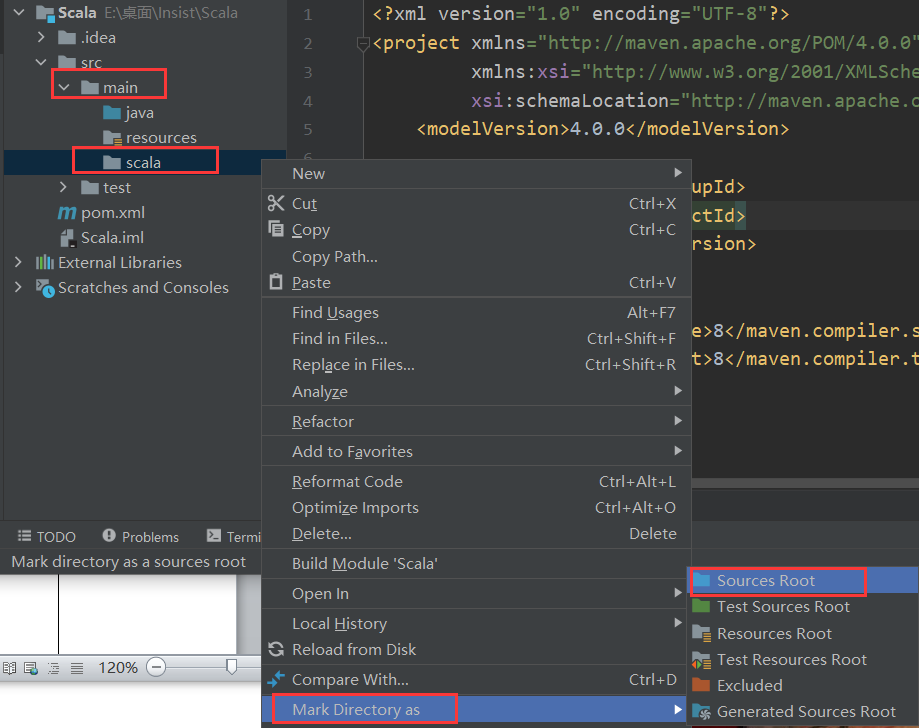 Scala E:\桌面\Insist\Scala
.idea
src
main
java
resources
scala
test
pom.xml
Scala.iml
External Libraries
Scratches and Consoles
1 <?xml version="1.0" encoding="UTF-8"?>
2 <project xmlns="http://maven.apache.org/POM/4.0.0"
3 xmlns:xsi="http://www.w3.org/2001/XMLSche
4 xsi:schemaLocation="http://maven.apache.o
5 <modelVersion>4.0.0</modelVersion>
upId>
ctId>
rsion>
e>8</maven.compiler.s
t>8</maven.compiler.t
New
Cut Ctrl+X
Copy Ctrl+C
Copy Path...
Paste Ctrl+V
Find Usages Alt+F7
Find in Files... Ctrl+Shift+F
Replace in Files... Ctrl+Shift+R
Analyze
Refactor
Add to Favorites
Reformat Code Ctrl+Alt+L
Optimize Imports Ctrl+Alt+O
Delete... Delete
Build Module 'Scala'
Open In
Local History
Reload from Disk
Compare With... Ctrl+D
Mark Directory as
Sources Root
Test Sources Root
Resources Root
Test Resources Root
Excluded
Generated Sources Root
TODO Problems Termi
Mark directory as a sources root
120%